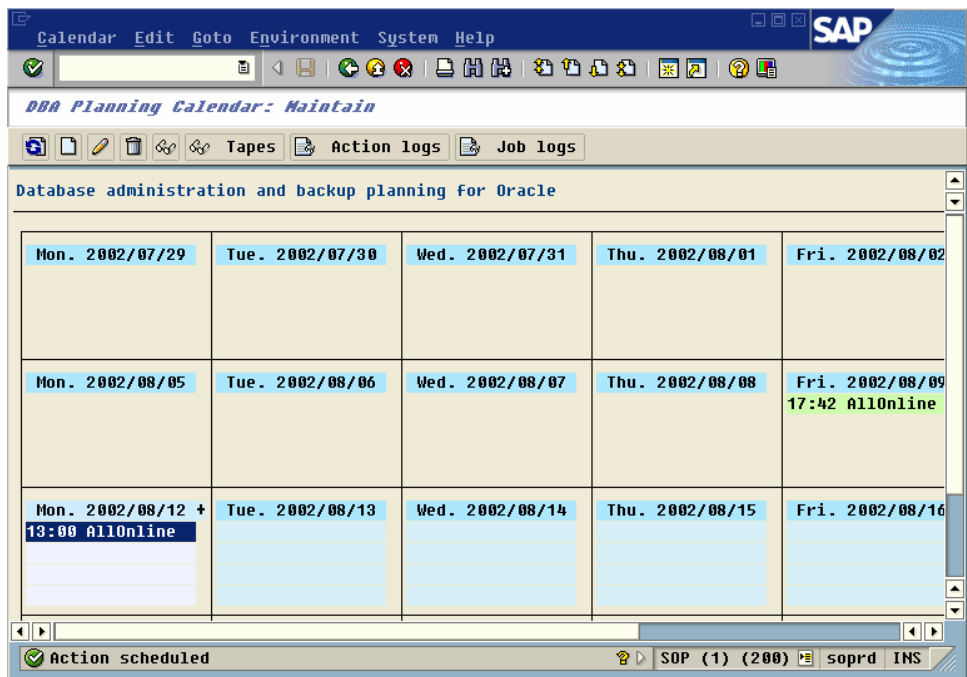 Calendar Edit Goto Environment System Help
SAP
DBA Planning Calendar: Maintain
Tapes Action logs Job logs
Database administration and backup planning for Oracle
Mon. 2002/07/29 Tue. 2002/07/30 Wed. 2002/07/31 Thu. 2002/08/01 Fri. 2002/08/02
Mon. 2002/08/05 Tue. 2002/08/06 Wed. 2002/08/07 Thu. 2002/08/08 Fri. 2002/08/09
17:42 AllOnline
Mon. 2002/08/12 + Tue. 2002/08/13 Wed. 2002/08/14 Thu. 2002/08/15 Fri. 2002/08/16
13:00 AllOnline
Action scheduled SOP (1) (200) soprd INS